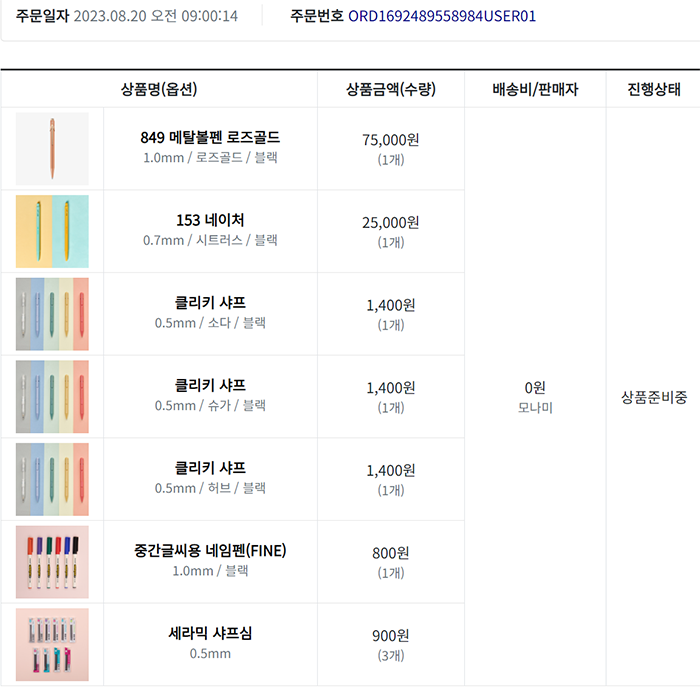 주문일자 2023.08.20 오전 09:00:14 주문번호 ORD1692489558984USER01
상품명(옵션) 상품금액(수량) 배송비/판매자 진행상태
849 메탈볼펜 로즈골드
1.0mm / 로즈골드 / 블랙
75,000원
(1개)
153 네이처
0.7mm / 시트러스 / 블랙
25,000원
(1개)
클리키 샤프
0.5mm / 소다 / 블랙
1,400원
(1개)
클리키 샤프
0.5mm / 슈가 / 블랙
1,400원
(1개)
클리키 샤프
0.5mm / 허브 / 블랙
1,400원
(1개)
중간글씨용 네임펜(FINE)
1.0mm / 블랙
800원
(1개)
세라믹 샤프심
0.5mm
900원
(3개)
0원
모나미
상품준비중